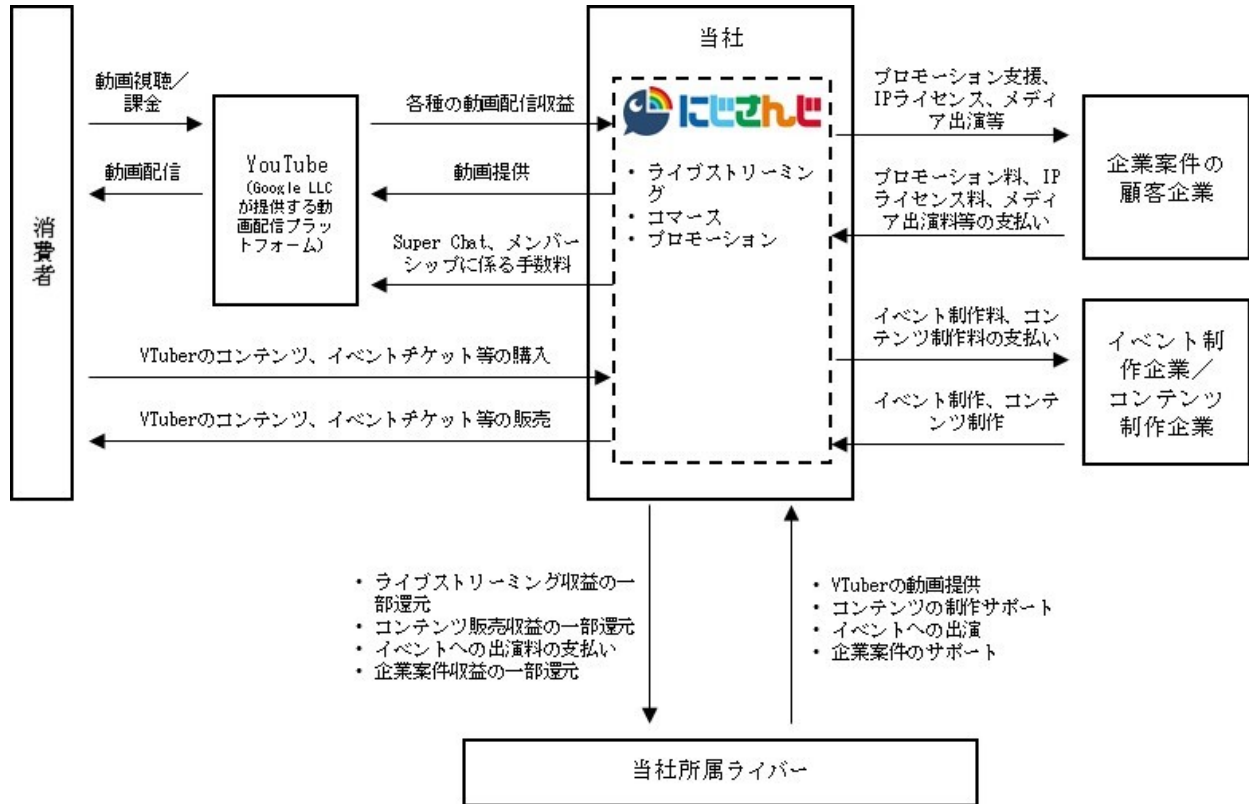 当社
にじさんじ
・ ライブストリーミン
グ
・ コマース
・ プロモーション
消費者
動画視聴／
課金
動画配信
YouTube
(Google LLC
が提供する動
画配信プラッ
トフォーム)
各種の動画配信収益
動画提供
Super Chat、メンバー
シップに係る手数料
VTuberのコンテンツ、イベントチケット等の購入
VTuberのコンテンツ、イベントチケット等の販売
プロモーション支援、
IPライセンス、メディ
ア出演等
プロモーション料、IP
ライセンス料、メディ
ア出演料等の支払い
企業案件の
顧客企業
イベント制作料、コン
テンツ制作料の支払い
イベント制作、コンテ
ンツ制作
イベント制
作企業／
コンテンツ
制作企業
・ ライブストリーミング収益の一
部還元
・ コンテンツ販売収益の一部還元
・ イベントへの出演料の支払い
・ 企業案件収益の一部還元
・ VTuberの動画提供
・ コンテンツの制作サポート
・ イベントへの出演
・ 企業案件のサポート
当社所属ライバー